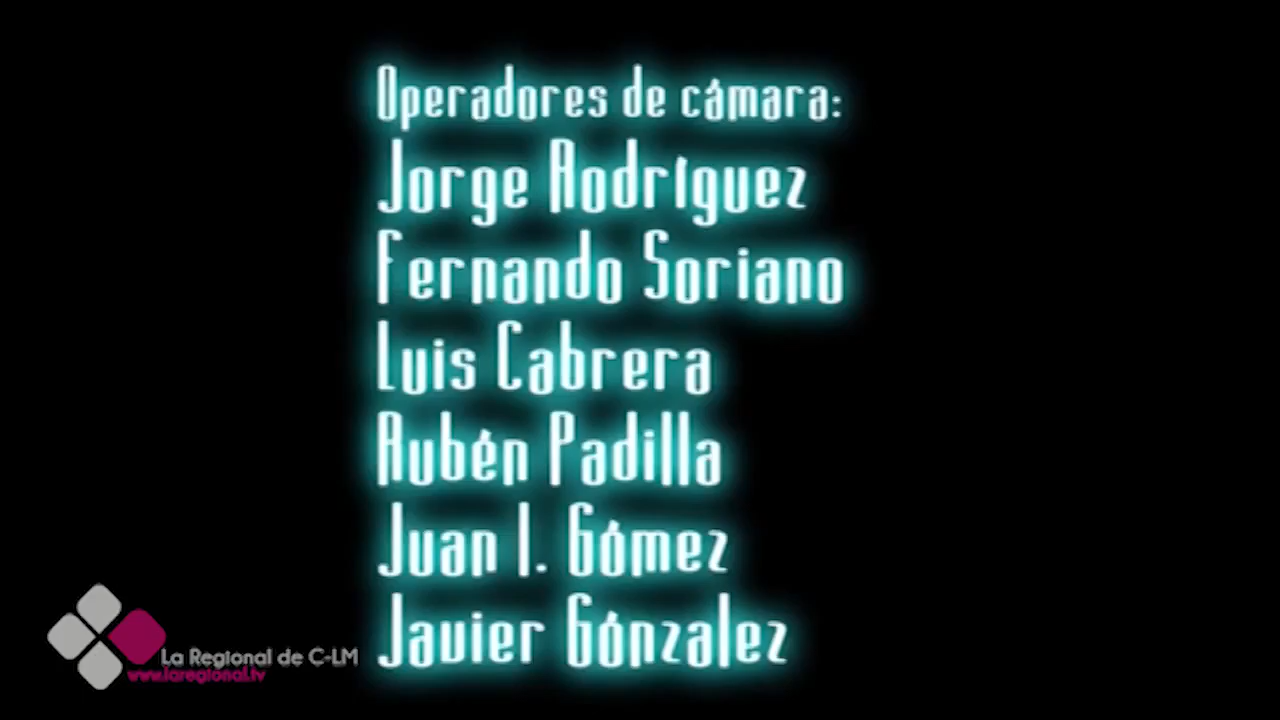 Operadores de cámara:
Jorge Rodríguez
Fernando Soriano
Luis Cabrera
Rubén Padilla
Juan I. Gómez
Javier Gónzalez
La Regional de C-LM
www.laregional.tv